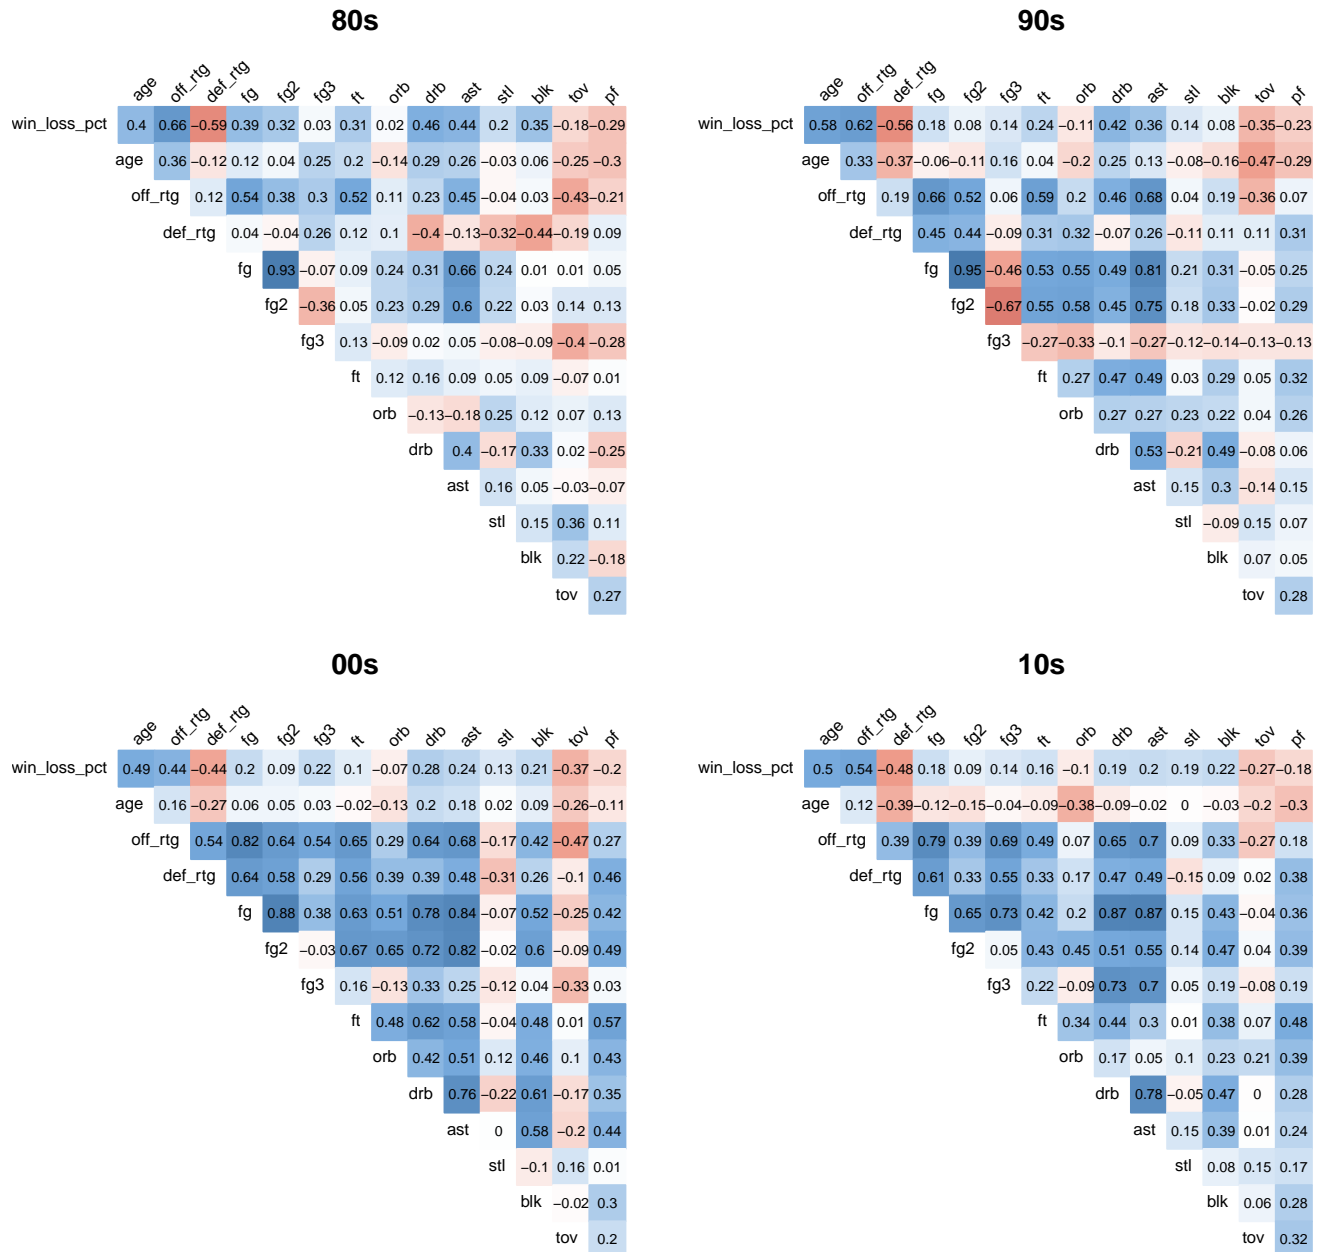 80s
age off_rtg def_rtg fg fg2 fg3 ft orb drb ast stl blk tov pf
win_loss_pct 0.4 0.66 −0.59 0.39 0.32 0.03 0.31 0.02 0.46 0.44 0.2 0.35 −0.18 −0.29
age 0.36 −0.12 0.12 0.04 0.25 0.2 −0.14 0.29 0.26 −0.03 0.06 −0.25 −0.3
off_rtg 0.12 0.54 0.38 0.3 0.52 0.11 0.23 0.45 −0.04 0.03 −0.43 −0.21
def_rtg 0.04 −0.04 0.26 0.12 0.1 −0.4 −0.13 −0.32 −0.44 −0.19 0.09
fg 0.93 −0.07 0.09 0.24 0.31 0.66 0.24 0.01 0.01 0.05
fg2 −0.36 0.05 0.23 0.29 0.6 0.22 0.03 0.14 0.13
fg3 0.13 −0.09 0.02 0.05 −0.08 −0.09 −0.4 −0.28
ft 0.12 0.16 0.09 0.05 0.09 −0.07 0.01
orb −0.13 −0.18 0.25 0.12 0.07 0.13
drb 0.4 −0.17 0.33 0.02 −0.25
ast 0.16 0.05 −0.03 −0.07
stl 0.15 0.36 0.11
blk 0.22 −0.18
tov 0.27
90s
age off_rtg def_rtg fg fg2 fg3 ft orb drb ast stl blk tov pf
win_loss_pct 0.58 0.62 −0.56 0.18 0.08 0.14 0.24 −0.11 0.42 0.36 0.14 0.08 −0.35 −0.23
age 0.33 −0.37 −0.06 −0.11 0.16 0.04 −0.2 0.25 0.13 −0.08 −0.16 −0.47 −0.29
off_rtg 0.19 0.66 0.52 0.06 0.59 0.2 0.46 0.68 0.04 0.19 −0.36 0.07
def_rtg 0.45 0.44 −0.09 0.31 0.32 −0.07 0.26 −0.11 0.11 0.11 0.31
fg 0.95 −0.46 0.53 0.55 0.49 0.81 0.21 0.31 −0.05 0.25
fg2 −0.67 0.55 0.58 0.45 0.75 0.18 0.33 −0.02 0.29
fg3 −0.27 −0.33 −0.1 −0.27 −0.12 −0.14 −0.13 −0.13
ft 0.27 0.47 0.49 0.03 0.29 0.05 0.32
orb 0.27 0.27 0.23 0.22 0.04 0.26
drb 0.53 −0.21 0.49 −0.08 0.06
ast 0.15 0.3 −0.14 0.15
stl −0.09 0.15 0.07
blk 0.07 0.05
tov 0.28
00s
age off_rtg def_rtg fg fg2 fg3 ft orb drb ast stl blk tov pf
win_loss_pct 0.49 0.44 −0.44 0.2 0.09 0.22 0.1 −0.07 0.28 0.24 0.13 0.21 −0.37 −0.2
age 0.16 −0.27 0.06 0.05 0.03 −0.02 −0.13 0.2 0.18 0.02 0.09 −0.26 −0.11
off_rtg 0.54 0.82 0.64 0.54 0.65 0.29 0.64 0.68 −0.17 0.42 −0.47 0.27
def_rtg 0.64 0.58 0.29 0.56 0.39 0.39 0.48 −0.31 0.26 −0.1 0.46
fg 0.88 0.38 0.63 0.51 0.78 0.84 −0.07 0.52 −0.25 0.42
fg2 −0.03 0.67 0.65 0.72 0.82 −0.02 0.6 −0.09 0.49
fg3 0.16 −0.13 0.33 0.25 −0.12 0.04 −0.33 0.03
ft 0.48 0.62 0.58 −0.04 0.48 0.01 0.57
orb 0.42 0.51 0.12 0.46 0.1 0.43
drb 0.76 −0.22 0.61 −0.17 0.35
ast 0 0.58 −0.2 0.44
stl −0.1 0.16 0.01
blk −0.02 0.3
tov 0.2
10s
age off_rtg def_rtg fg fg2 fg3 ft orb drb ast stl blk tov pf
win_loss_pct 0.5 0.54 −0.48 0.18 0.09 0.14 0.16 −0.1 0.19 0.2 0.19 0.22 −0.27 −0.18
age 0.12 −0.39 −0.12 −0.15 −0.04 −0.09 −0.38 −0.09 −0.02 0 −0.03 −0.2 −0.3
off_rtg 0.39 0.79 0.39 0.69 0.49 0.07 0.65 0.7 0.09 0.33 −0.27 0.18
def_rtg 0.61 0.33 0.55 0.33 0.17 0.47 0.49 −0.15 0.09 0.02 0.38
fg 0.65 0.73 0.42 0.2 0.87 0.87 0.15 0.43 −0.04 0.36
fg2 0.05 0.43 0.45 0.51 0.55 0.14 0.47 0.04 0.39
fg3 0.22 −0.09 0.73 0.7 0.05 0.19 −0.08 0.19
ft 0.34 0.44 0.3 0.01 0.38 0.07 0.48
orb 0.17 0.05 0.1 0.23 0.21 0.39
drb 0.78 −0.05 0.47 0 0.28
ast 0.15 0.39 0.01 0.24
stl 0.08 0.15 0.17
blk 0.06 0.28
tov 0.32